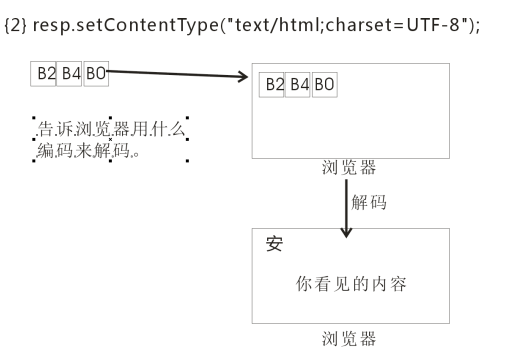 {2} resp.setContentType("text/html;charset=UTF-8");
B2 B4 B0
B2 B4 B0
告诉浏览器用什么
编码来解码。
浏览器
解码
安
你看见的内容
浏览器